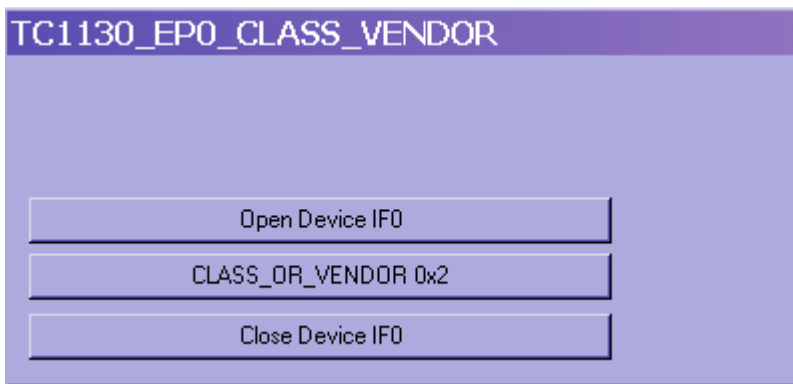 TC1130_EP0_CLASS_VENDOR
Open Device IF0
CLASS_OR_VENDOR 0x2
Close Device IF0